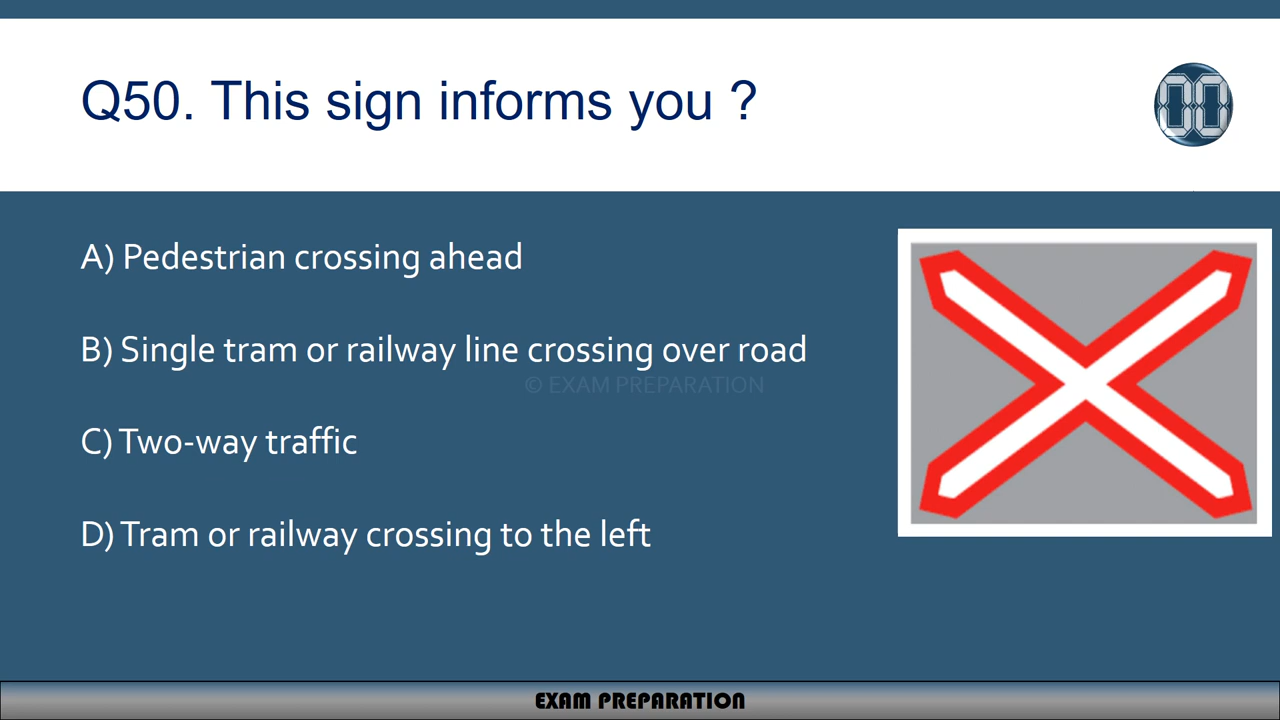 Q50. This sign informs you ?
00
A) Pedestrian crossing ahead
B) Single tram or railway line crossing over road
© EXAM PREPARATION
C) Two-way traffic
D) Tram or railway crossing to the left
EXAM PREPARATION